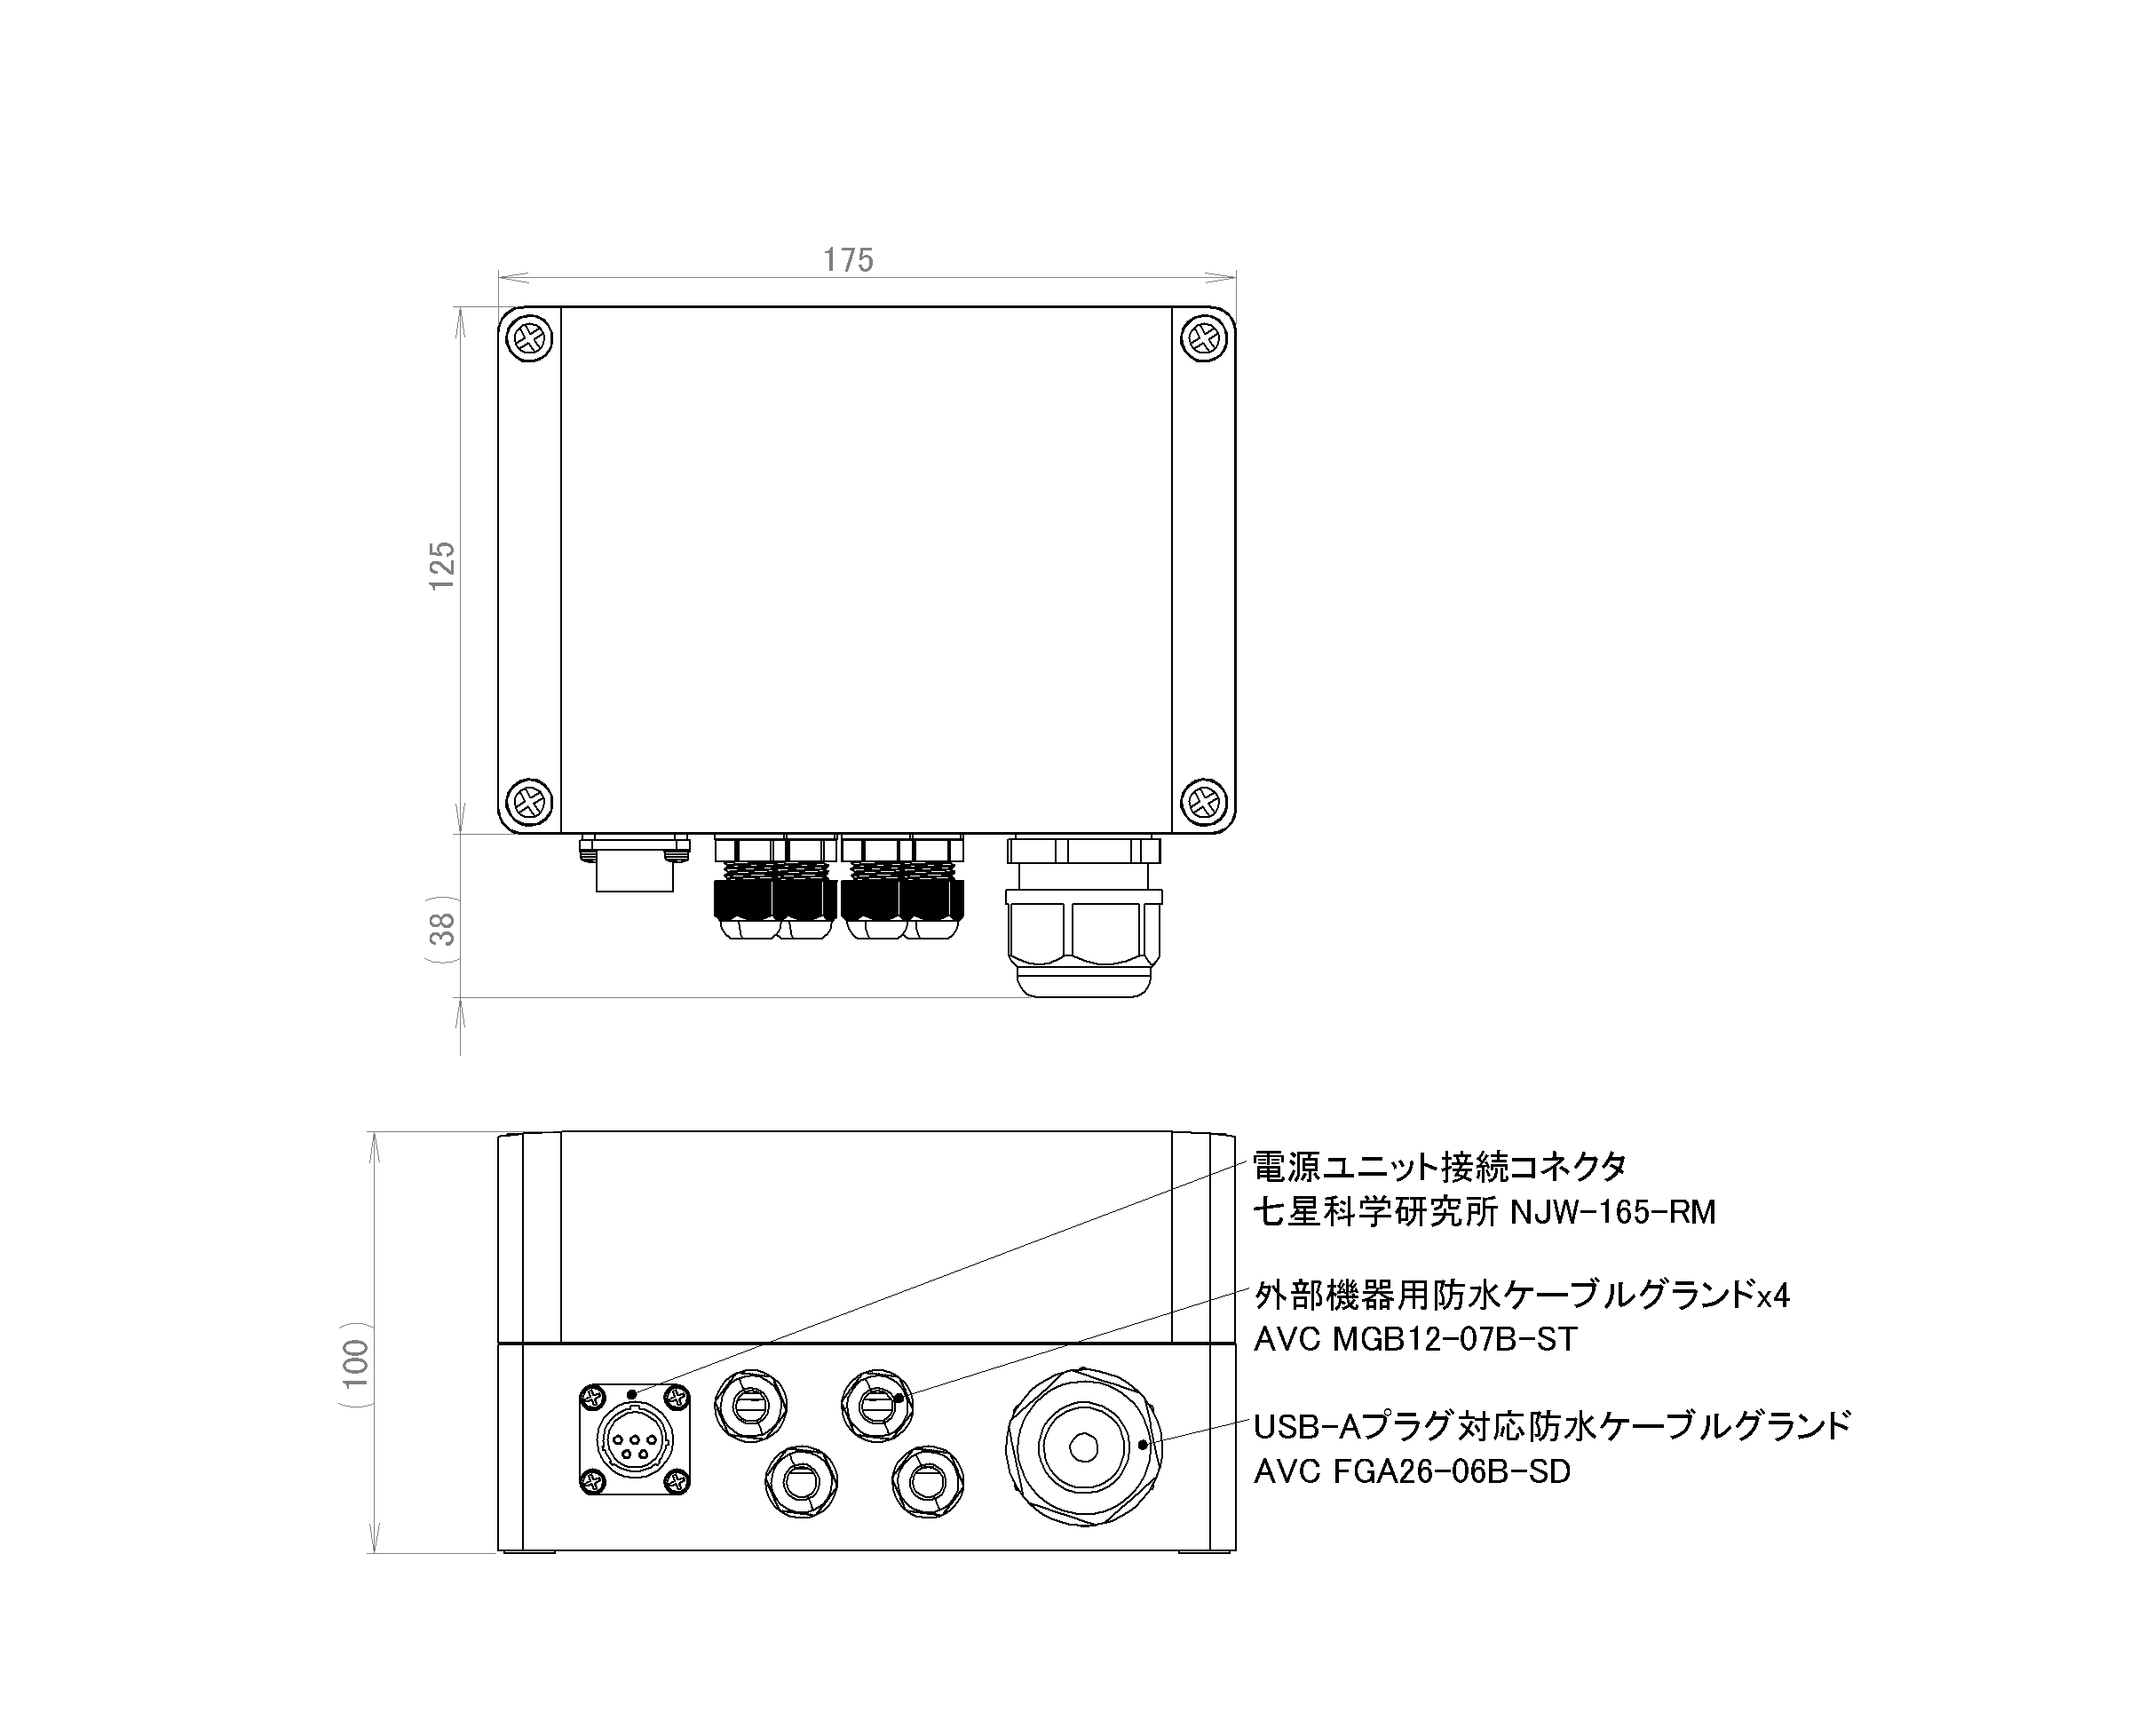 175
125
(38)
(100)
電源ユニット接続コネクタ
七星科学研究所 NJW-165-RM
外部機器用防水ケーブルグランドx4
AVC MGB12-07B-ST
USB-Aプラグ対応防水ケーブルグランド
AVC FGA26-06B-SD